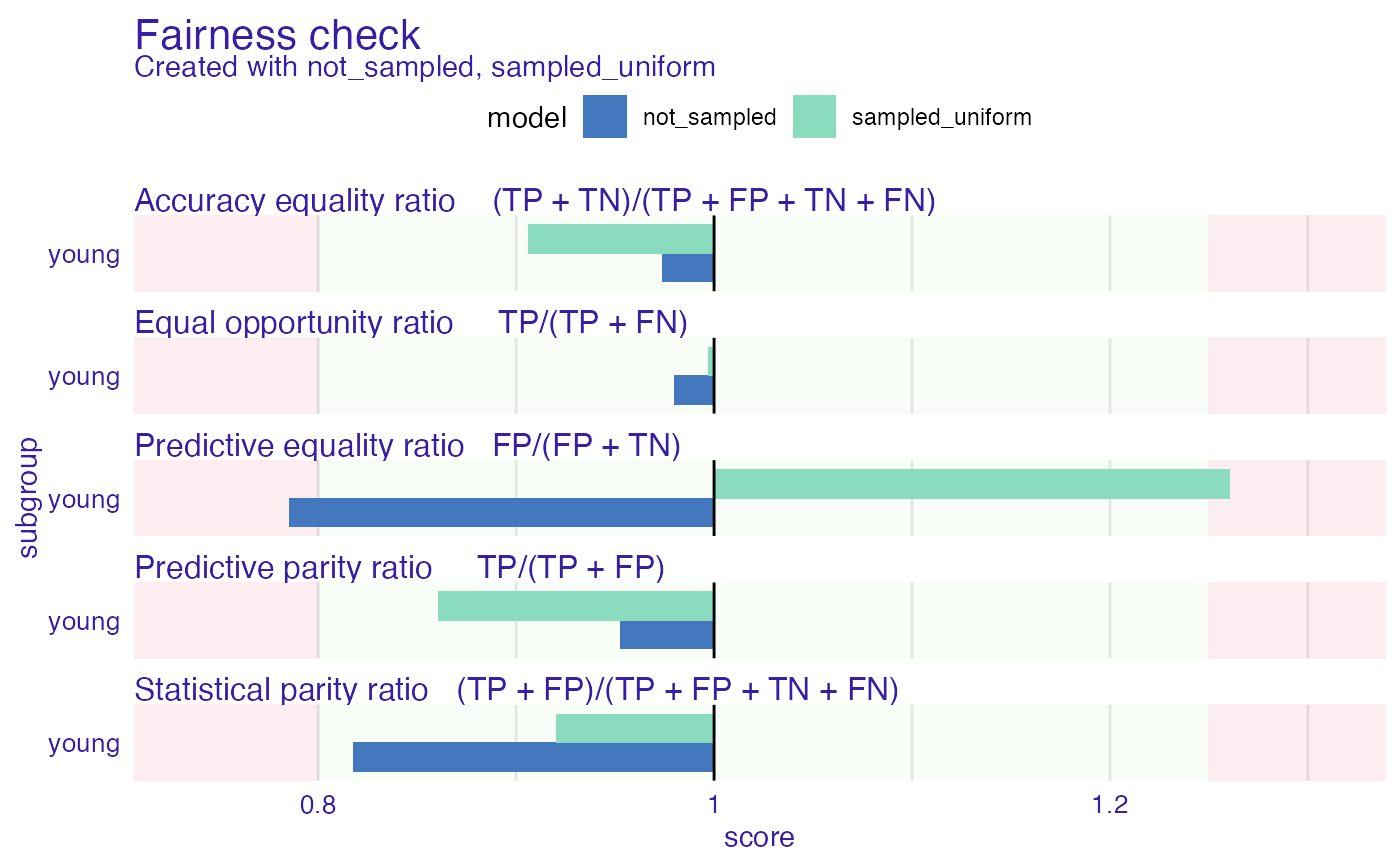 Fairness check
Created with not_sampled, sampled_uniform
model not_sampled sampled_uniform
Accuracy equality ratio (TP + TN)/(TP + FP + TN + FN)
young
Equal opportunity ratio TP/(TP + FN)
young
Predictive equality ratio FP/(FP + TN)
young
Predictive parity ratio TP/(TP + FP)
young
Statistical parity ratio (TP + FP)/(TP + FP + TN + FN)
young
subgroup
0.8 1 1.2
score